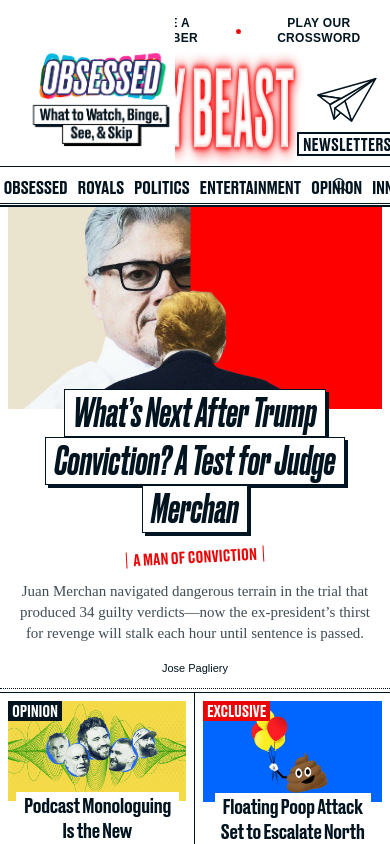 PLAY OUR
CROSSWORD
OBSESSED
What to Watch, Binge,
See, & Skip
BEAST
NEWSLETTERS
OBSESSED ROYALS POLITICS ENTERTAINMENT OPINION INN
What's Next After Trump
Conviction? A Test for Judge
Merchan
A MAN OF CONVICTION
Juan Merchan navigated dangerous terrain in the trial that
produced 34 guilty verdicts—now the ex-president's thirst
for revenge will stalk each hour until sentence is passed.
Jose Pagliery
OPINION
Podcast Monologuing
Is the New
EXCLUSIVE
Floating Poop Attack
Set to Escalate North